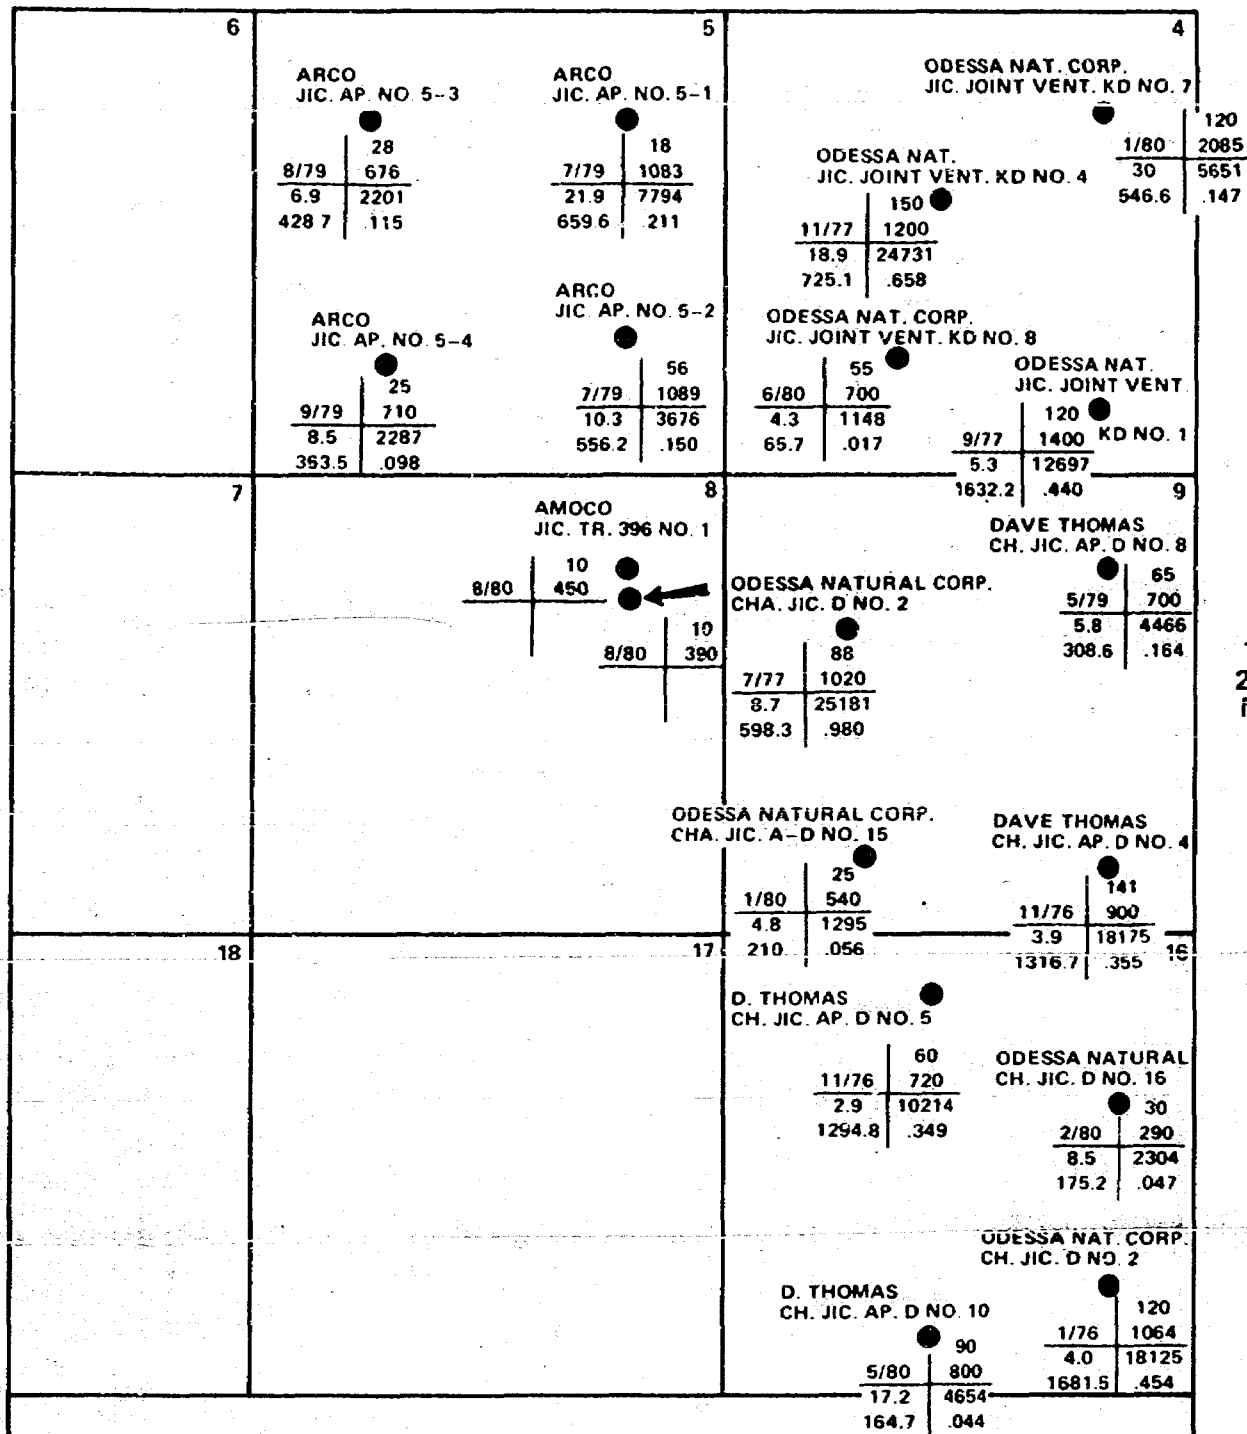 6
5
4
ARCO
JIC. AP. NO. 5-3
28
8/79 676
6.9 2201
428 7 .115
ARCO
JIC. AP. NO. 5-1
18
7/79 1083
21.9 7794
659.6 .211
ODESSA NAT. CORP.
JIC. JOINT VENT. KD NO. 7
120
1/80 2085
30 5651
546.6 .147
ODESSA NAT.
JIC. JOINT VENT. KD NO. 4
150
11/77 1200
18.9 24731
725.1 .658
ARCO
JIC. AP. NO. 5-4
25
9/79 710
8.5 2287
363.5 .098
ARCO
JIC. AP. NO. 5-2
56
7/79 1089
10.3 3676
556.2 .150
ODESSA NAT. CORP.
JIC. JOINT VENT. KD NO. 8
55
6/80 700
4.3 1148
65.7 .017
ODESSA NAT.
JIC. JOINT VENT
KD NO. 1
120
9/77 1400
5.3 12697
1632.2 .440
7
8
9
AMOCO
JIC. TR. 396 NO. 1
10
8/80 450
10
8/80 390
ODESSA NATURAL CORP.
CHA. JIC. D NO. 2
88
7/77 1020
8.7 25181
598.3 .980
DAVE THOMAS
CH. JIC. AP. D NO. 8
65
5/79 700
5.8 4466
308.6 .164
2
i
ODESSA NATURAL CORP.
CHA. JIC. A-D NO. 15
25
1/80 540
4.8 1295
210 .056
DAVE THOMAS
CH. JIC. AP. D NO. 4
141
11/76 900
3.9 18175
1316.7 .355
18
17
16
D. THOMAS
CH. JIC. AP. D NO. 5
60
11/76 720
2.9 10214
1294.8 .349
ODESSA NATURAL
CH. JIC. D NO. 16
30
2/80 290
8.5 2304
175.2 .047
ODESSA NAT. CORP.
CH. JIC. D NO. 2
120
1/76 1064
4.0 18125
1681.5 .454
D. THOMAS
CH. JIC. AP. D NO. 10
90
5/80 800
17.2 4654
164.7 .044